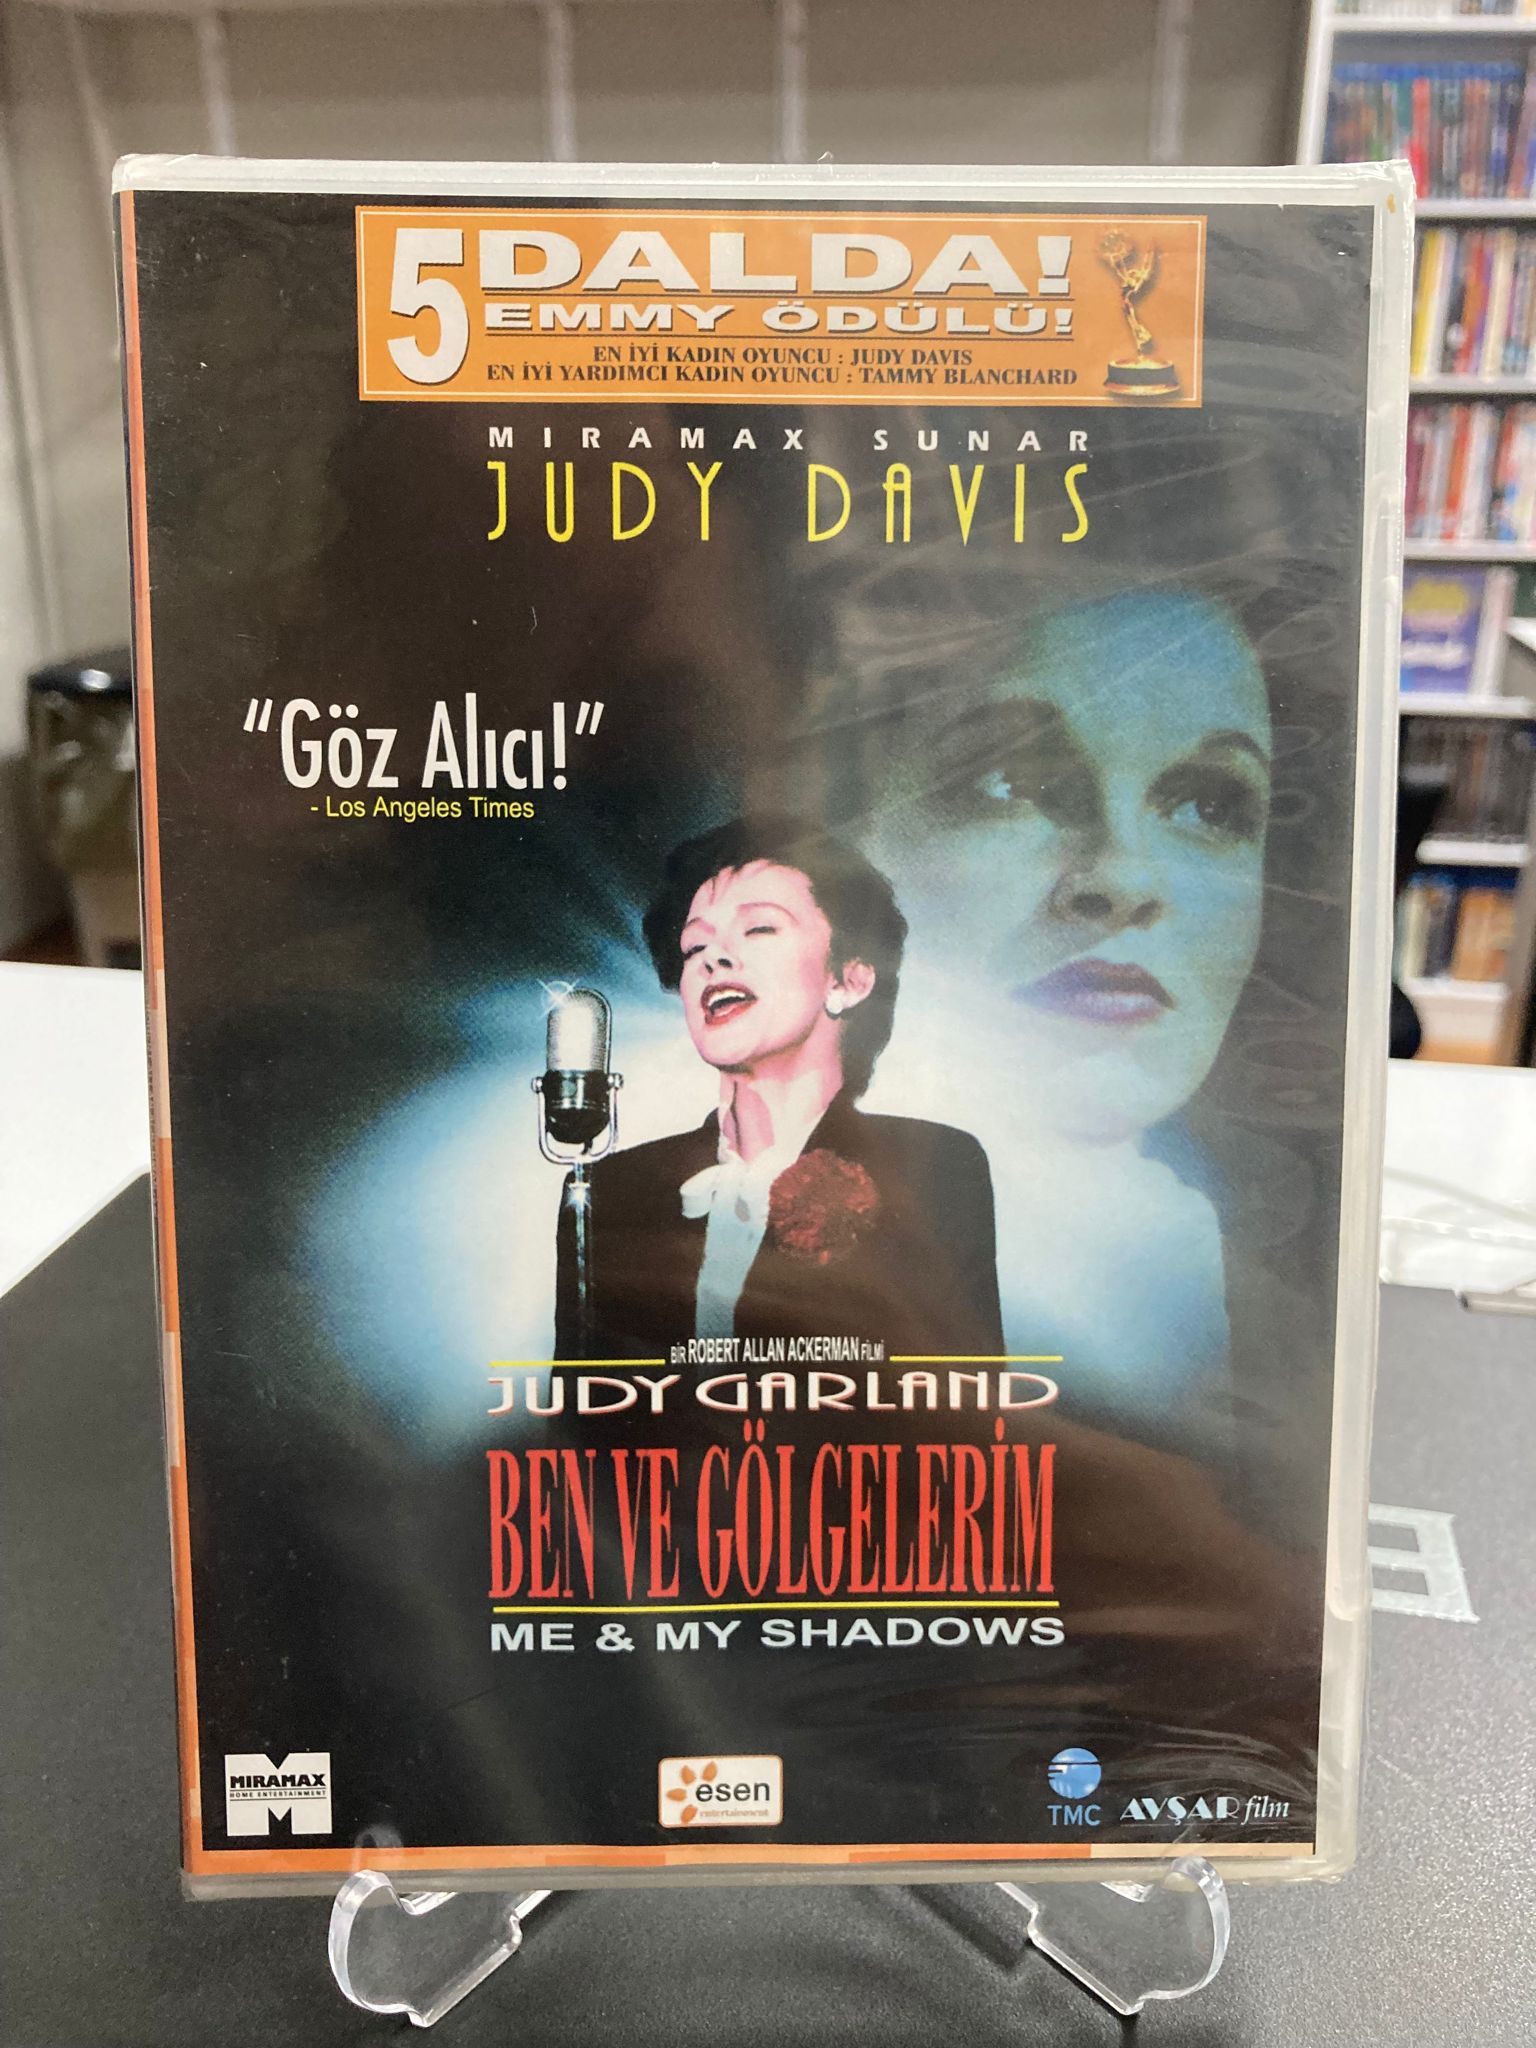 5 DALDA!
EMMY ÖDÜLÜ!
EN İYİ KADIN OYUNCU : JUDY DAVIS
EN İYİ YARDIMCI KADIN OYUNCU : TAMMY BLANCHARD
MIRAMAX SUNAR
JUDY DAVIS
“Göz Alıcı!”
- Los Angeles Times
BİR ROBERT ALLAN ACKERMAN FİLMİ
JUDY GARLAND
BEN VE GÖLGELERİM
ME & MY SHADOWS
MIRAMAX
HOME ENTERTAINMENT
M
esen
entertainment
TMC
AVŞAR film